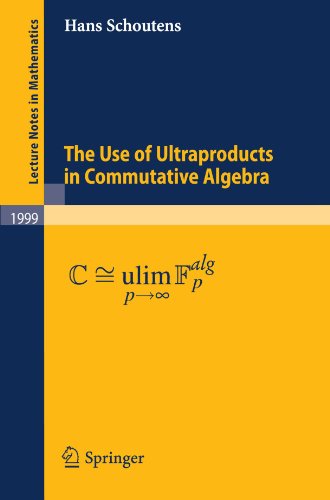 Hans Schoutens
Lecture Notes in Mathematics
The Use of Ultraproducts
in Commutative Algebra
1999
ℂ ≅ ulim 𝔽_p^{alg}
p→∞
Springer